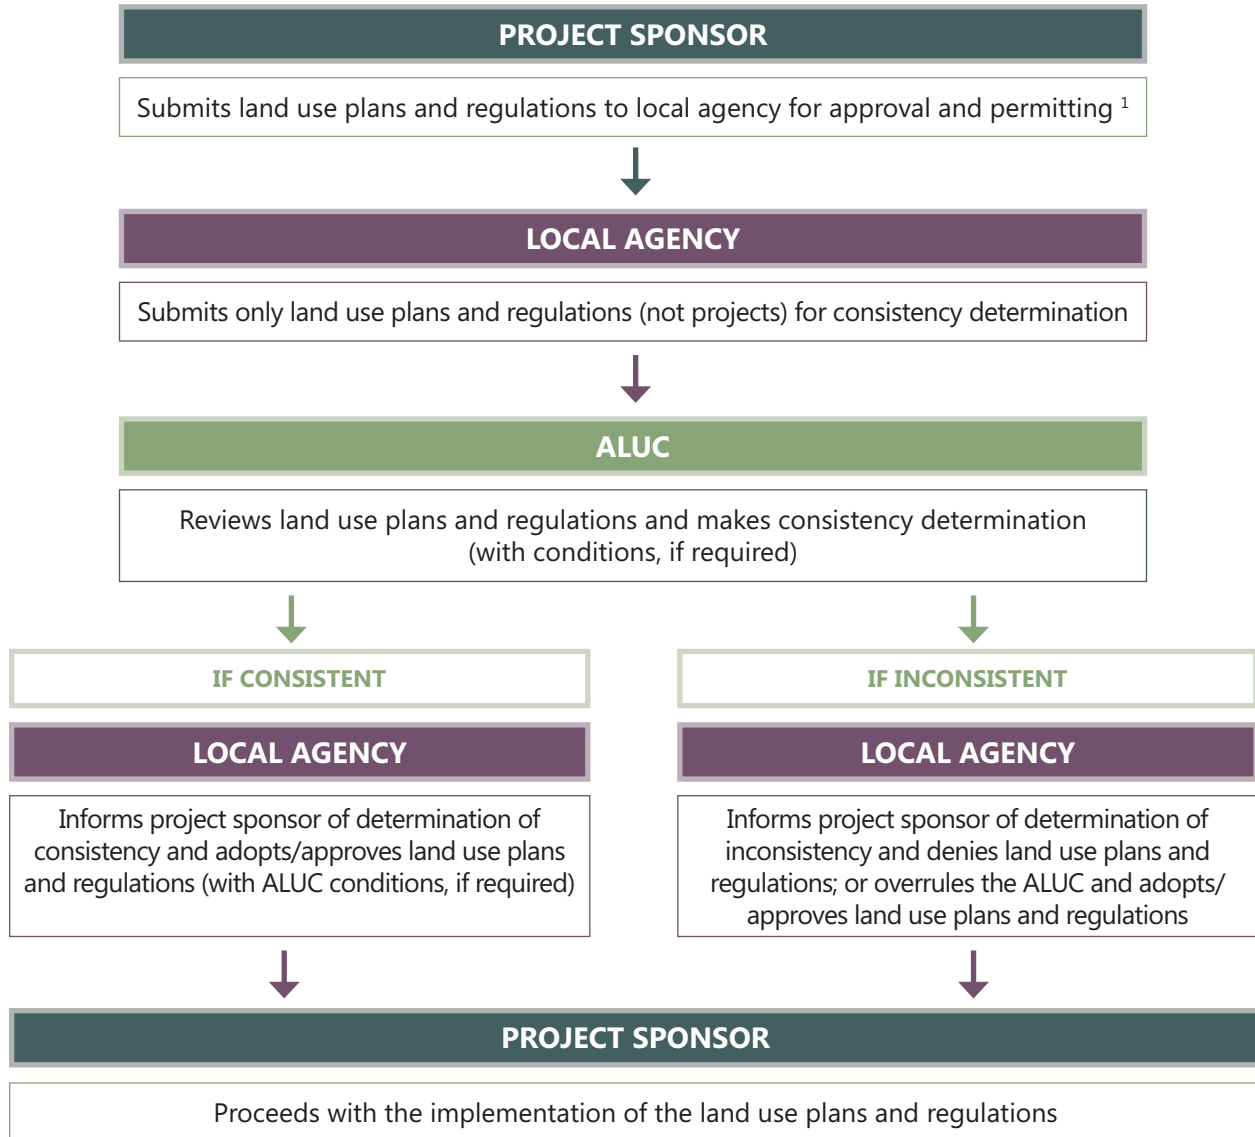 PROJECT SPONSOR
Submits land use plans and regulations to local agency for approval and permitting 1
LOCAL AGENCY
Submits only land use plans and regulations (not projects) for consistency determination
ALUC
Reviews land use plans and regulations and makes consistency determination
(with conditions, if required)
IF CONSISTENT
LOCAL AGENCY
Informs project sponsor of determination of
consistency and adopts/approves land use plans
and regulations (with ALUC conditions, if required)
IF INCONSISTENT
LOCAL AGENCY
Informs project sponsor of determination of
inconsistency and denies land use plans and
regulations; or overrules the ALUC and adopts/
approves land use plans and regulations
PROJECT SPONSOR
Proceeds with the implementation of the land use plans and regulations